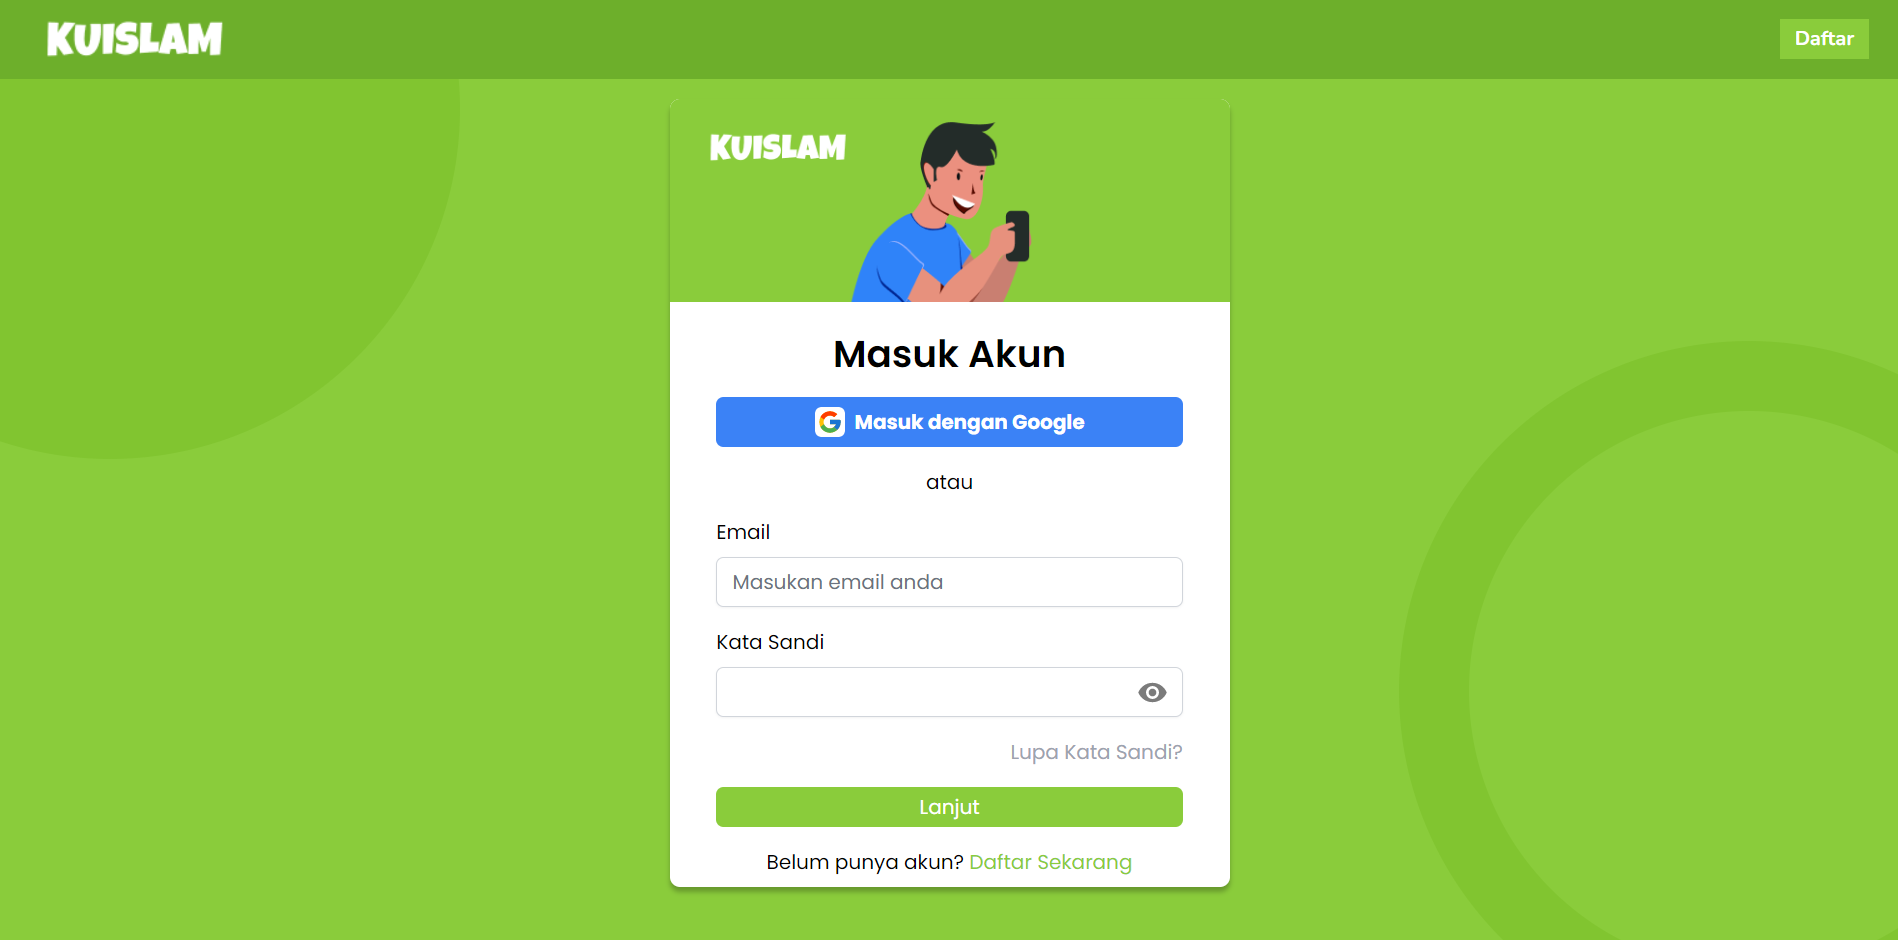 KUISLAM
Daftar
KUISLAM
Masuk Akun
Masuk dengan Google
atau
Email
Masukan email anda
Kata Sandi
Lupa Kata Sandi?
Lanjut
Belum punya akun? Daftar Sekarang